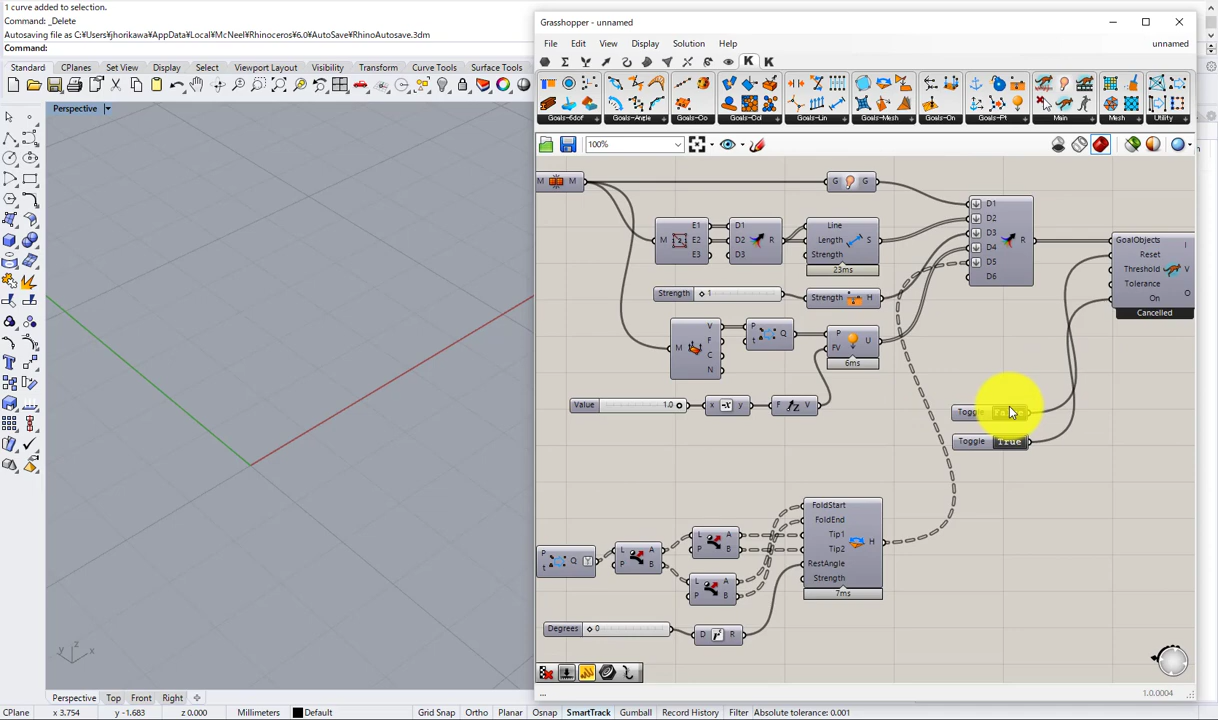 1 curve added to selection.
Command: _Delete
Autosaving file as C:¥Users¥jhorikawa¥AppData¥Local¥McNeel¥Rhinoceros¥6.0¥AutoSave¥RhinoAutosave.3dm
Command:
Standard CPlanes Set View Display Select Viewport Layout Visibility Transform Curve Tools Surface Tools
Perspective
Grasshopper - unnamed
File Edit View Display Solution Help unnamed
K K
Goals-6dof Goals-Angle Goals-Co Goals-Col Goals-Lin Goals-Mesh Goals-On Goals-Pt Main Mesh Utility
100%
M M
G G
D1
D2
D3
D4
D5
D6
R
M
E1
E2
E3
D1
D2
D3
R
Line
Length
Strength
S
23ms
Strength 1
Strength H
GoalObjects
Reset
Threshold
Tolerance
On
I
V
O
Cancelled
M
V
F
C
N
P
t
Q
P
FV
U
6ms
Value 1.0
x -x y
F Z V
Toggle
Toggle True
P
t
Q
L
P
A
B
L
P
A
B
L
P
A
B
FoldStart
FoldEnd
Tip1
Tip2
RestAngle
Strength
H
7ms
Degrees 0
D R
z
y
x
Perspective Top Front Right
...
1.0.0004
CPlane x 3.754 y -1.683 z 0.000 Millimeters Default Grid Snap Ortho Planar Osnap SmartTrack Gumball Record History Filter Absolute tolerance: 0.001